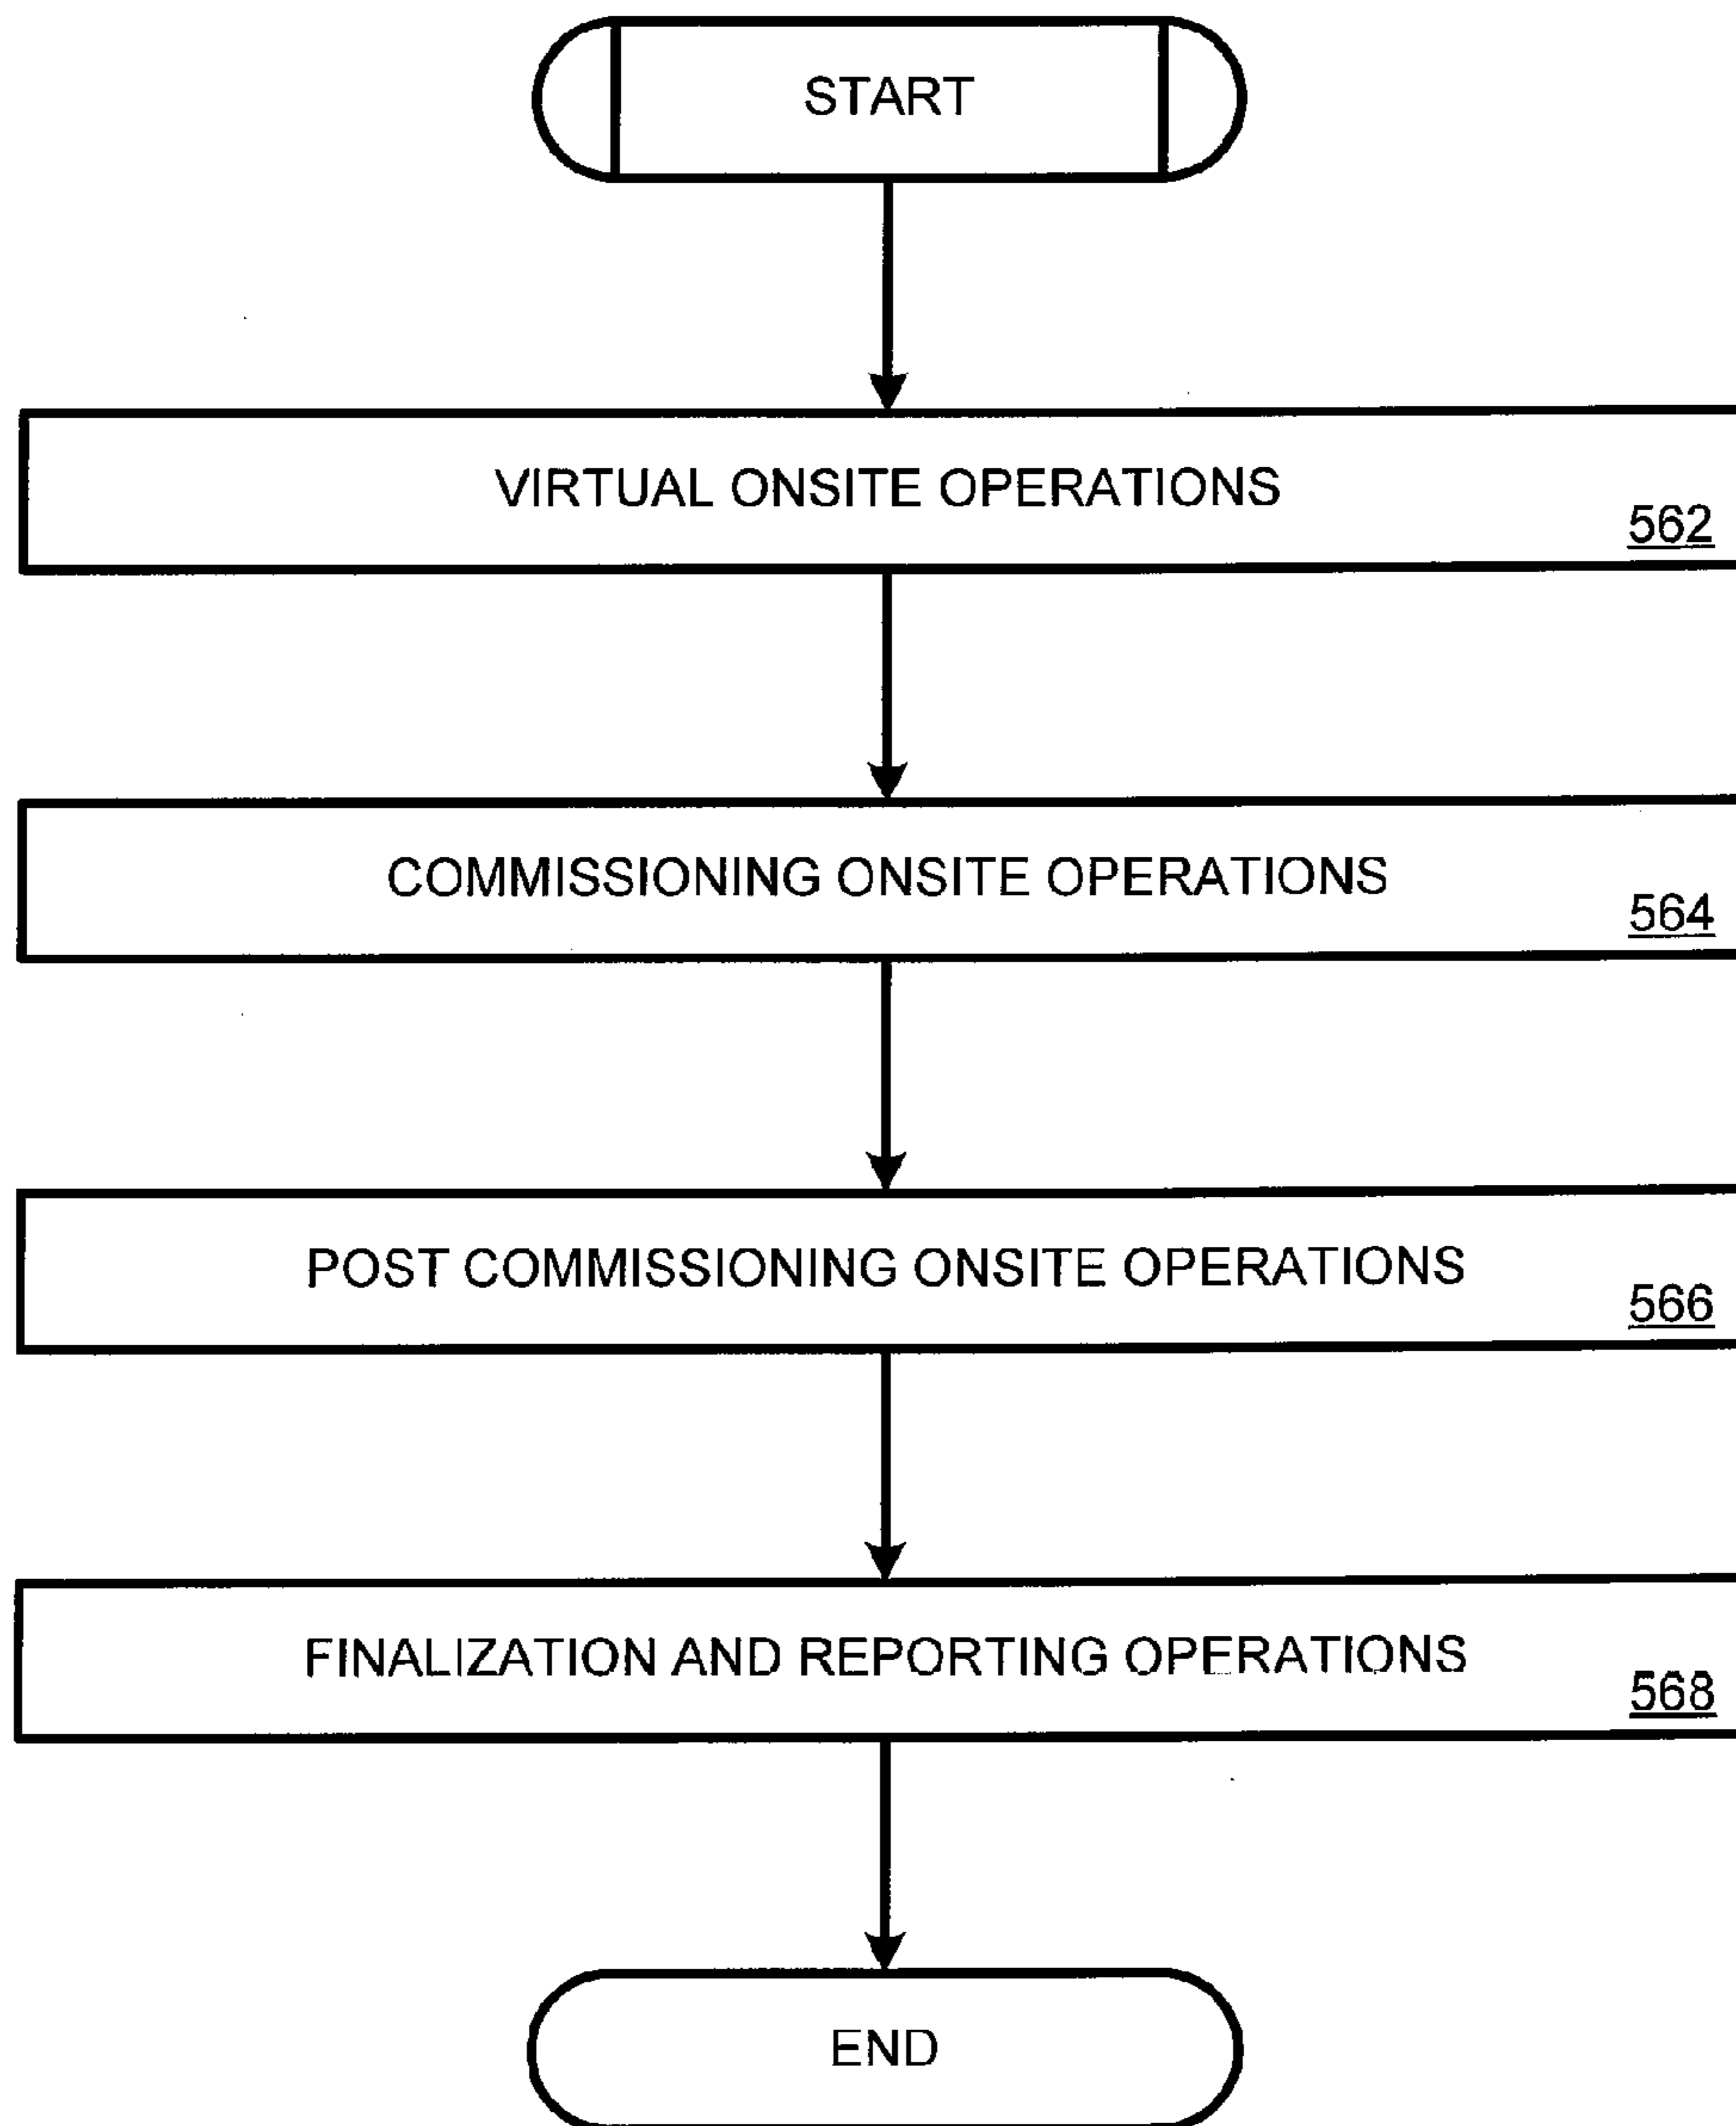 START
VIRTUAL ONSITE OPERATIONS
562
COMMISSIONING ONSITE OPERATIONS
564
POST COMMISSIONING ONSITE OPERATIONS
566
FINALIZATION AND REPORTING OPERATIONS
568
END